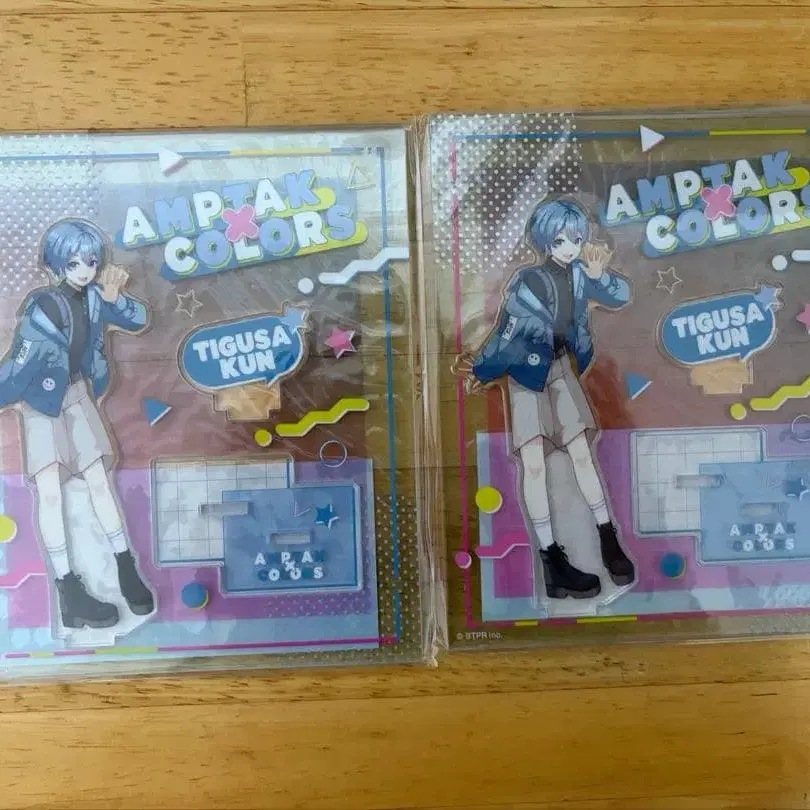 AMPTAK
×
COLORS
TIGUSA
KUN
AMPTAK
×
COLORS
AMPTAK
×
COLORS
TIGUSA
KUN
AMPTAK
×
COLORS
© STPR Inc.